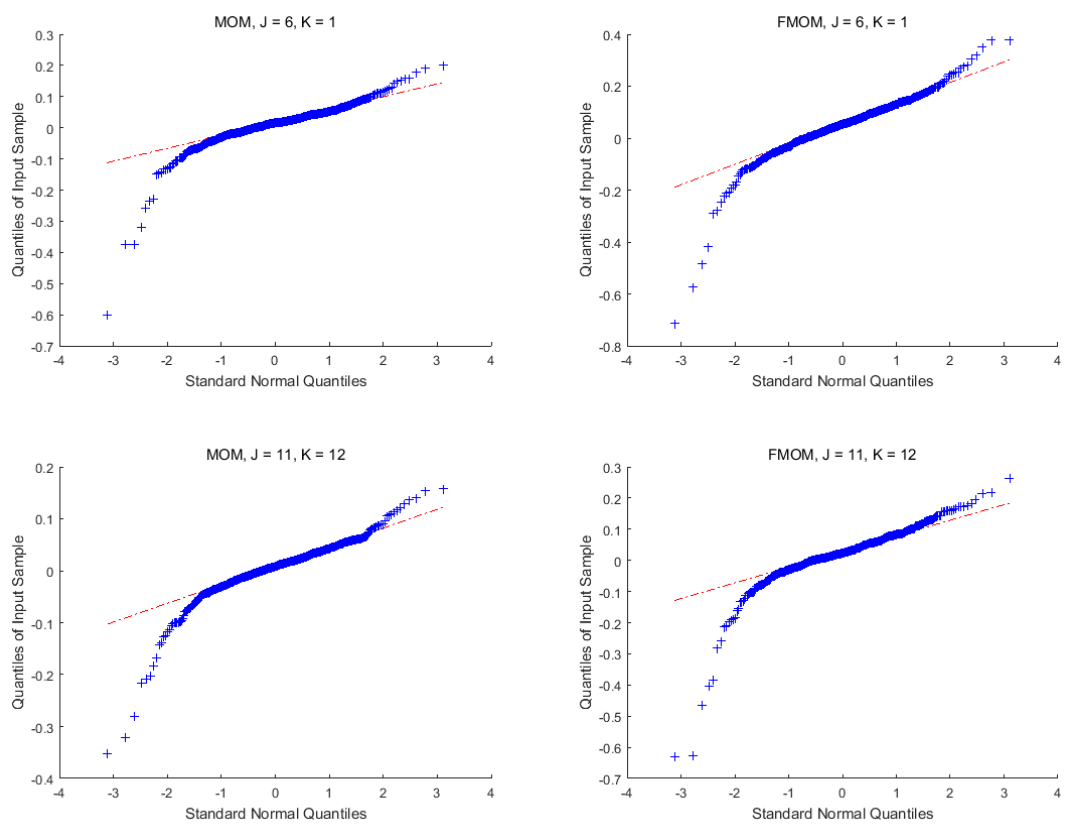 MOM, J = 6, K = 1
0.3
0.2
0.1
0
-0.1
-0.2
-0.3
-0.4
-0.5
-0.6
-0.7
Quantiles of Input Sample
-4 -3 -2 -1 0 1 2 3 4
Standard Normal Quantiles
FMOM, J = 6, K = 1
0.4
0.2
0
-0.2
-0.4
-0.6
-0.8
Quantiles of Input Sample
-4 -3 -2 -1 0 1 2 3 4
Standard Normal Quantiles
MOM, J = 11, K = 12
0.2
0.1
0
-0.1
-0.2
-0.3
-0.4
Quantiles of Input Sample
-4 -3 -2 -1 0 1 2 3 4
Standard Normal Quantiles
FMOM, J = 11, K = 12
0.3
0.2
0.1
0
-0.1
-0.2
-0.3
-0.4
-0.5
-0.6
-0.7
Quantiles of Input Sample
-4 -3 -2 -1 0 1 2 3 4
Standard Normal Quantiles